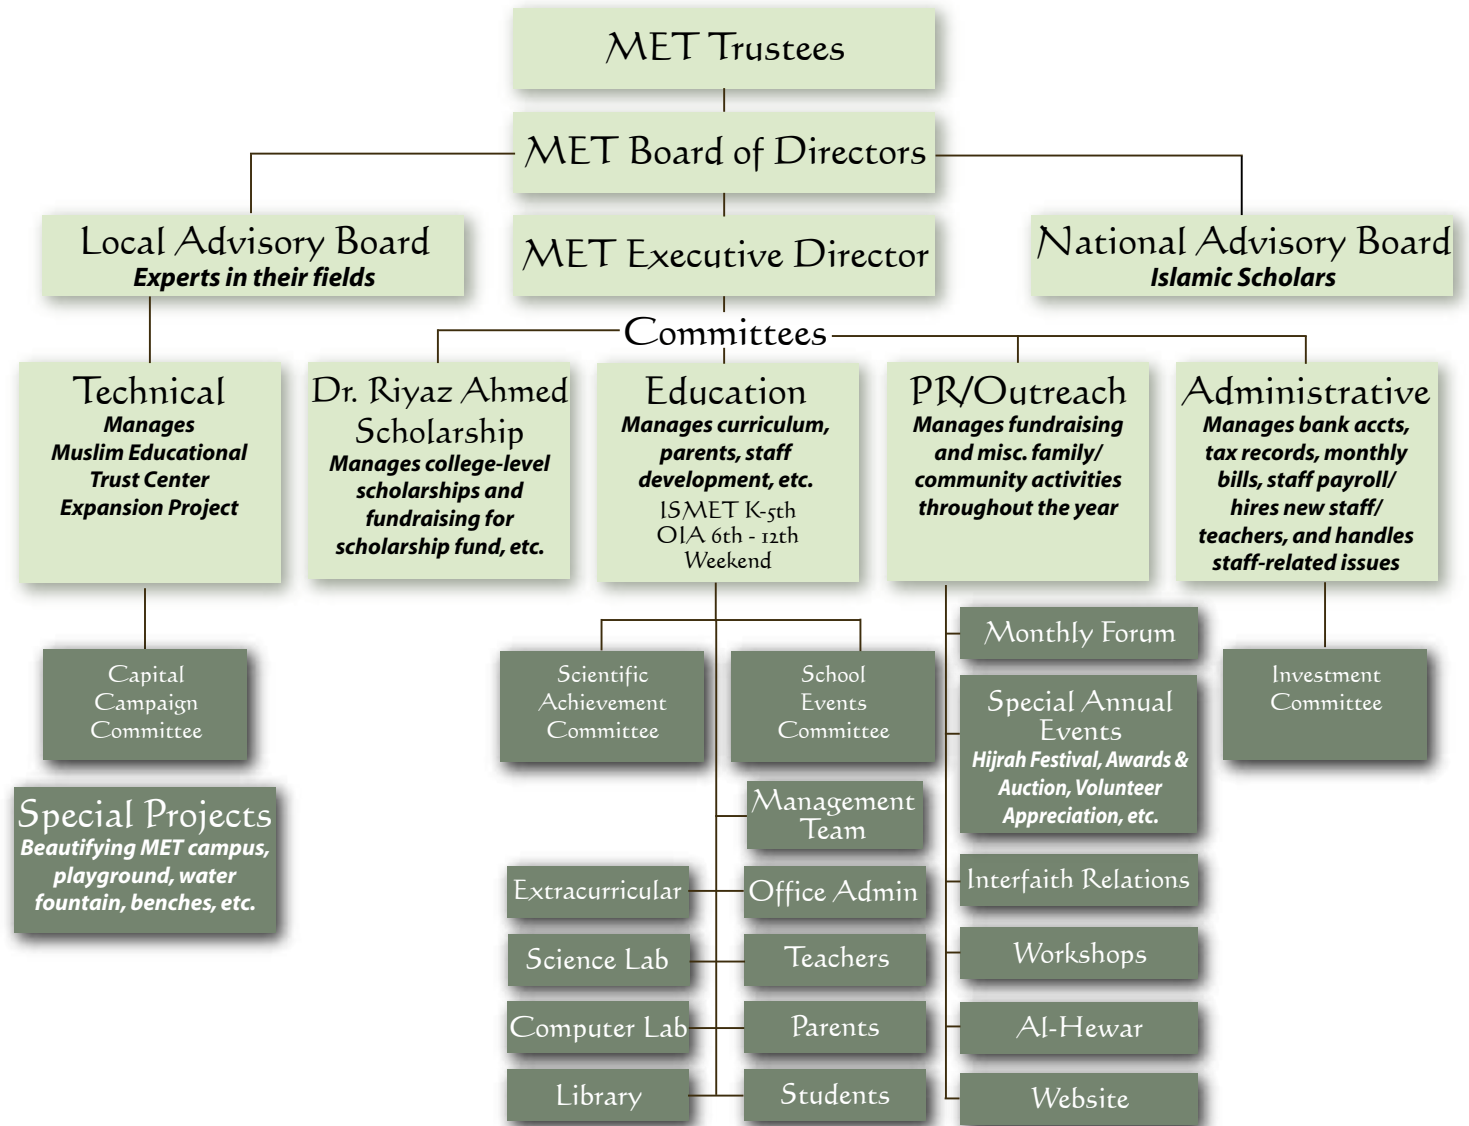 MET Trustees
MET Board of Directors
Local Advisory Board
Experts in their fields
MET Executive Director
National Advisory Board
Islamic Scholars
Committees
Technical
Manages
Muslim Educational
Trust Center
Expansion Project
Dr. Riyaz Ahmed
Scholarship
Manages college-level
scholarships and
fundraising for
scholarship fund, etc.
Education
Manages curriculum,
parents, staff
development, etc.
ISMET K-5th
OIA 6th - 12th
Weekend
PR/Outreach
Manages fundraising
and misc. family/
community activities
throughout the year
Administrative
Manages bank accts,
tax records, monthly
bills, staff payroll/
hires new staff/
teachers, and handles
staff-related issues
Capital
Campaign
Committee
Special Projects
Beautifying MET campus,
playground, water
fountain, benches, etc.
Scientific
Achievement
Committee
School
Events
Committee
Management
Team
Extracurricular
Office Admin
Science Lab
Teachers
Computer Lab
Parents
Library
Students
Monthly Forum
Special Annual
Events
Hijrah Festival, Awards &
Auction, Volunteer
Appreciation, etc.
Interfaith Relations
Workshops
Al-Hewar
Website
Investment
Committee